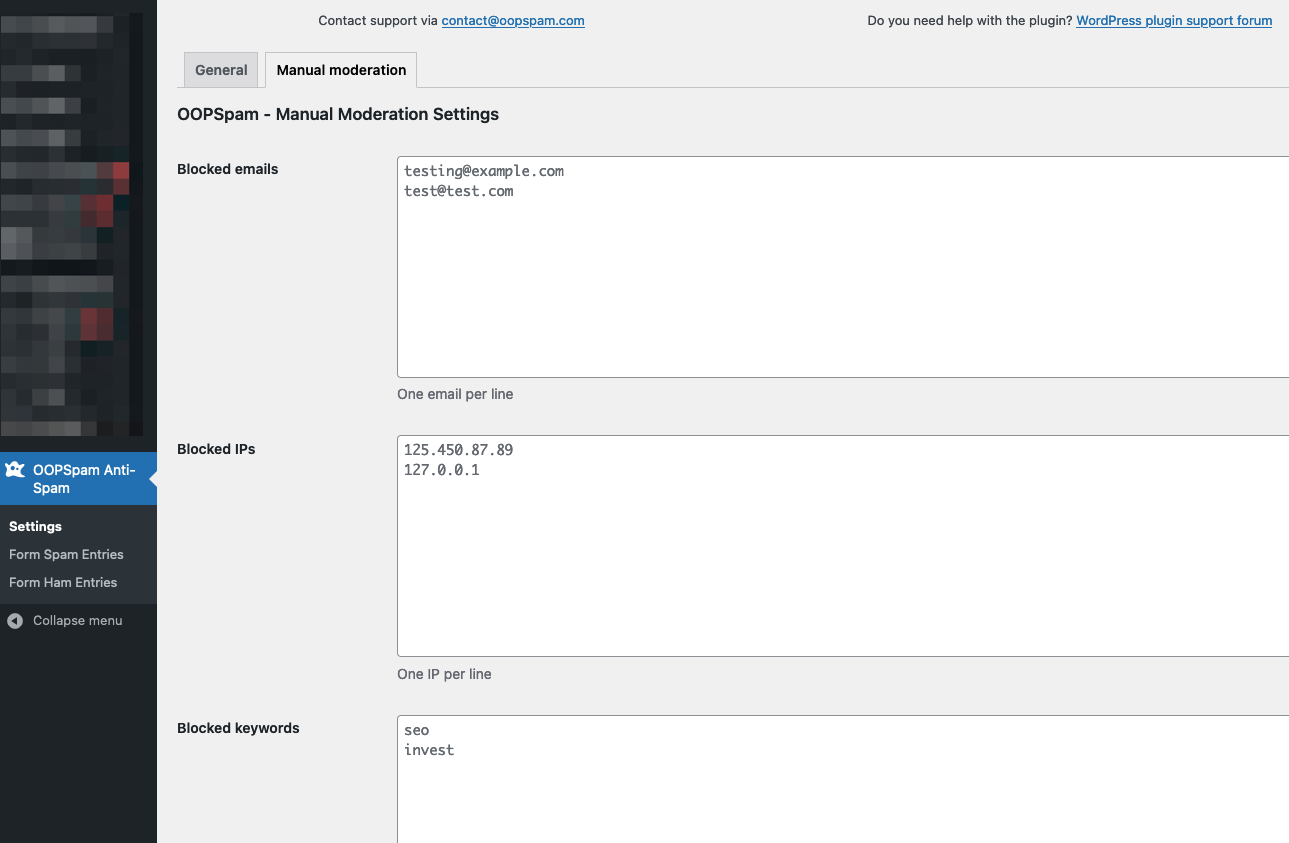 Contact support via contact@oopspam.com
Do you need help with the plugin? WordPress plugin support forum
General
Manual moderation
OOPSpam - Manual Moderation Settings
Blocked emails
testing@example.com
test@test.com
One email per line
Blocked IPs
125.450.87.89
127.0.0.1
One IP per line
Blocked keywords
seo
invest
OOPSpam Anti-
Spam
Settings
Form Spam Entries
Form Ham Entries
Collapse menu